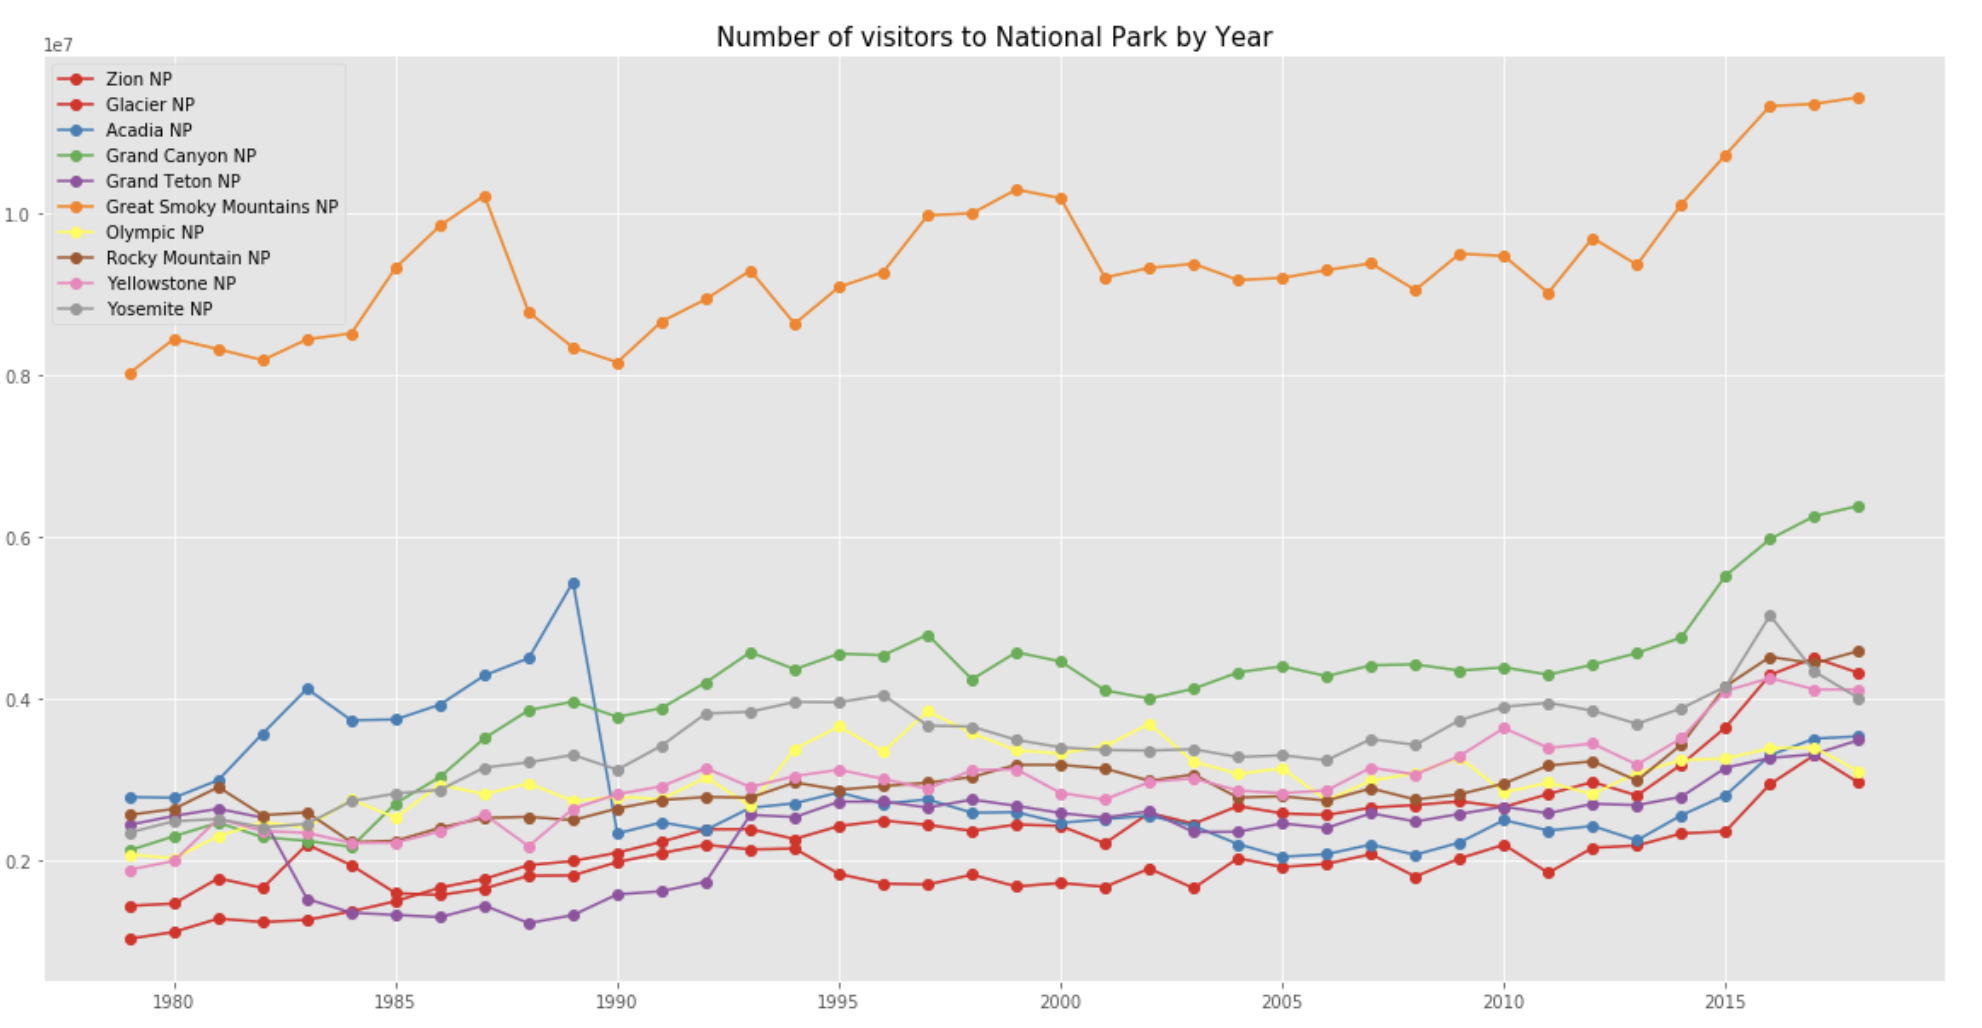 Number of visitors to National Park by Year
1e7
Zion NP
Glacier NP
Acadia NP
Grand Canyon NP
Grand Teton NP
Great Smoky Mountains NP
Olympic NP
Rocky Mountain NP
Yellowstone NP
Yosemite NP
1.0
0.8
0.6
0.4
0.2
1980 1985 1990 1995 2000 2005 2010 2015